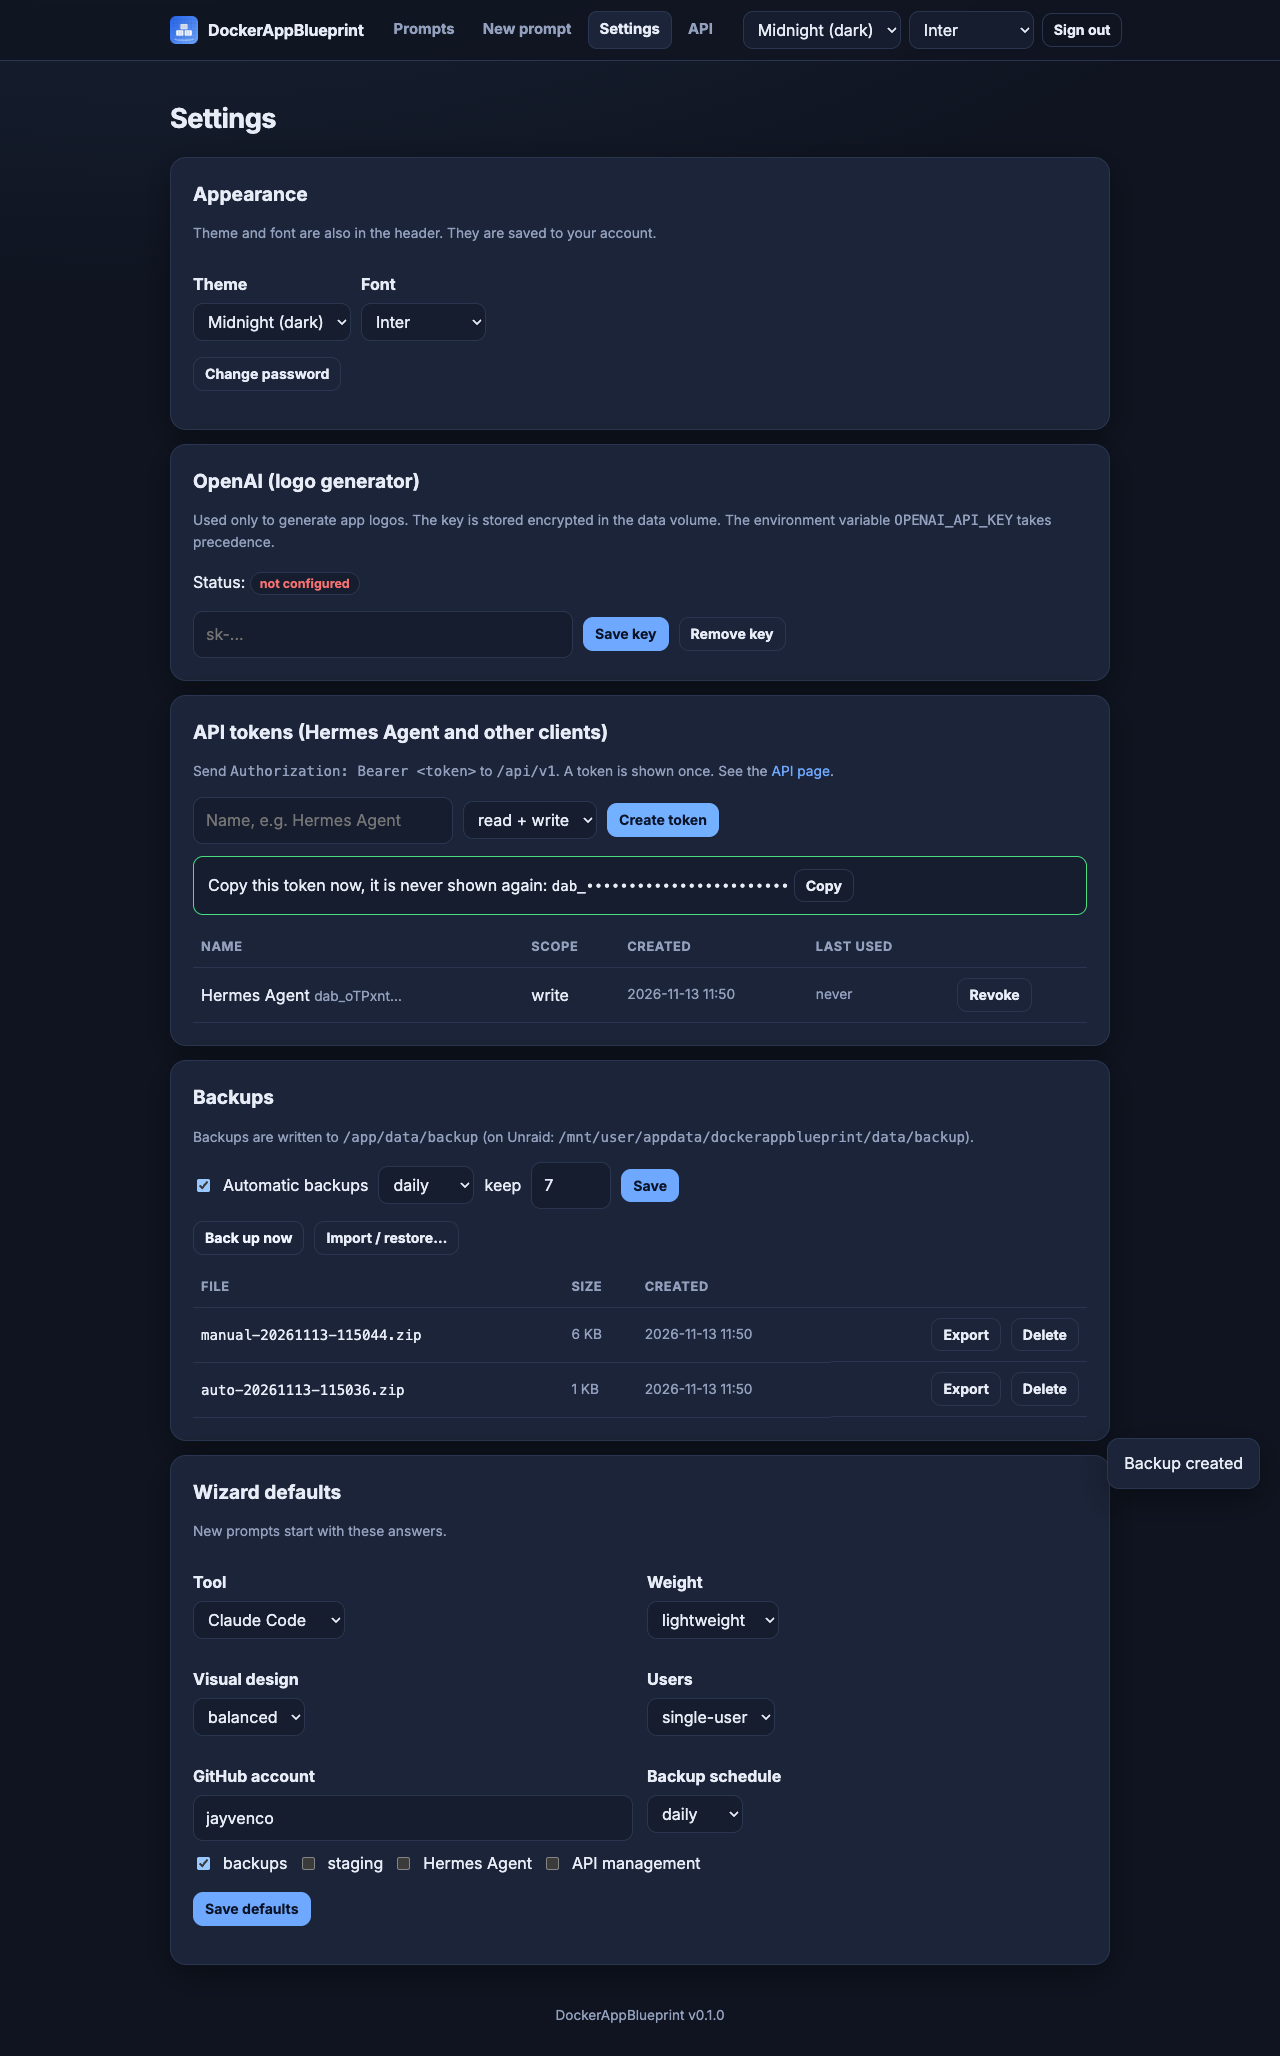 DockerAppBlueprint Prompts New prompt Settings API Midnight (dark) Inter Sign out
Settings
Appearance
Theme and font are also in the header. They are saved to your account.
Theme Font
Midnight (dark) Inter
Change password
OpenAI (logo generator)
Used only to generate app logos. The key is stored encrypted in the data volume. The environment variable OPENAI_API_KEY takes
precedence.
Status: not configured
sk-...
Save key Remove key
API tokens (Hermes Agent and other clients)
Send Authorization: Bearer <token> to /api/v1. A token is shown once. See the API page.
Name, e.g. Hermes Agent read + write Create token
Copy this token now, it is never shown again: dab_•••••••••••••••••••••••• Copy
NAME SCOPE CREATED LAST USED
Hermes Agent dab_oTPxnt... write 2026-11-13 11:50 never Revoke
Backups
Backups are written to /app/data/backup (on Unraid: /mnt/user/appdata/dockerappblueprint/data/backup).
Automatic backups daily keep 7 Save
Back up now Import / restore...
FILE SIZE CREATED
manual-20261113-115044.zip 6 KB 2026-11-13 11:50 Export Delete
auto-20261113-115036.zip 1 KB 2026-11-13 11:50 Export Delete
Backup created
Wizard defaults
New prompts start with these answers.
Tool Weight
Claude Code lightweight
Visual design Users
balanced single-user
GitHub account Backup schedule
jayvenco daily
backups staging Hermes Agent API management
Save defaults
DockerAppBlueprint v0.1.0